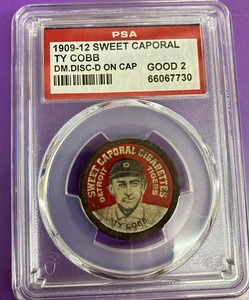 PSA
1909-12 SWEET CAPORAL
TY COBB
DM.DISC-D ON CAP GOOD 2
66067730
SWEET CAPORAL CIGARETTES
DETROIT TIGERS
D
TY COBB